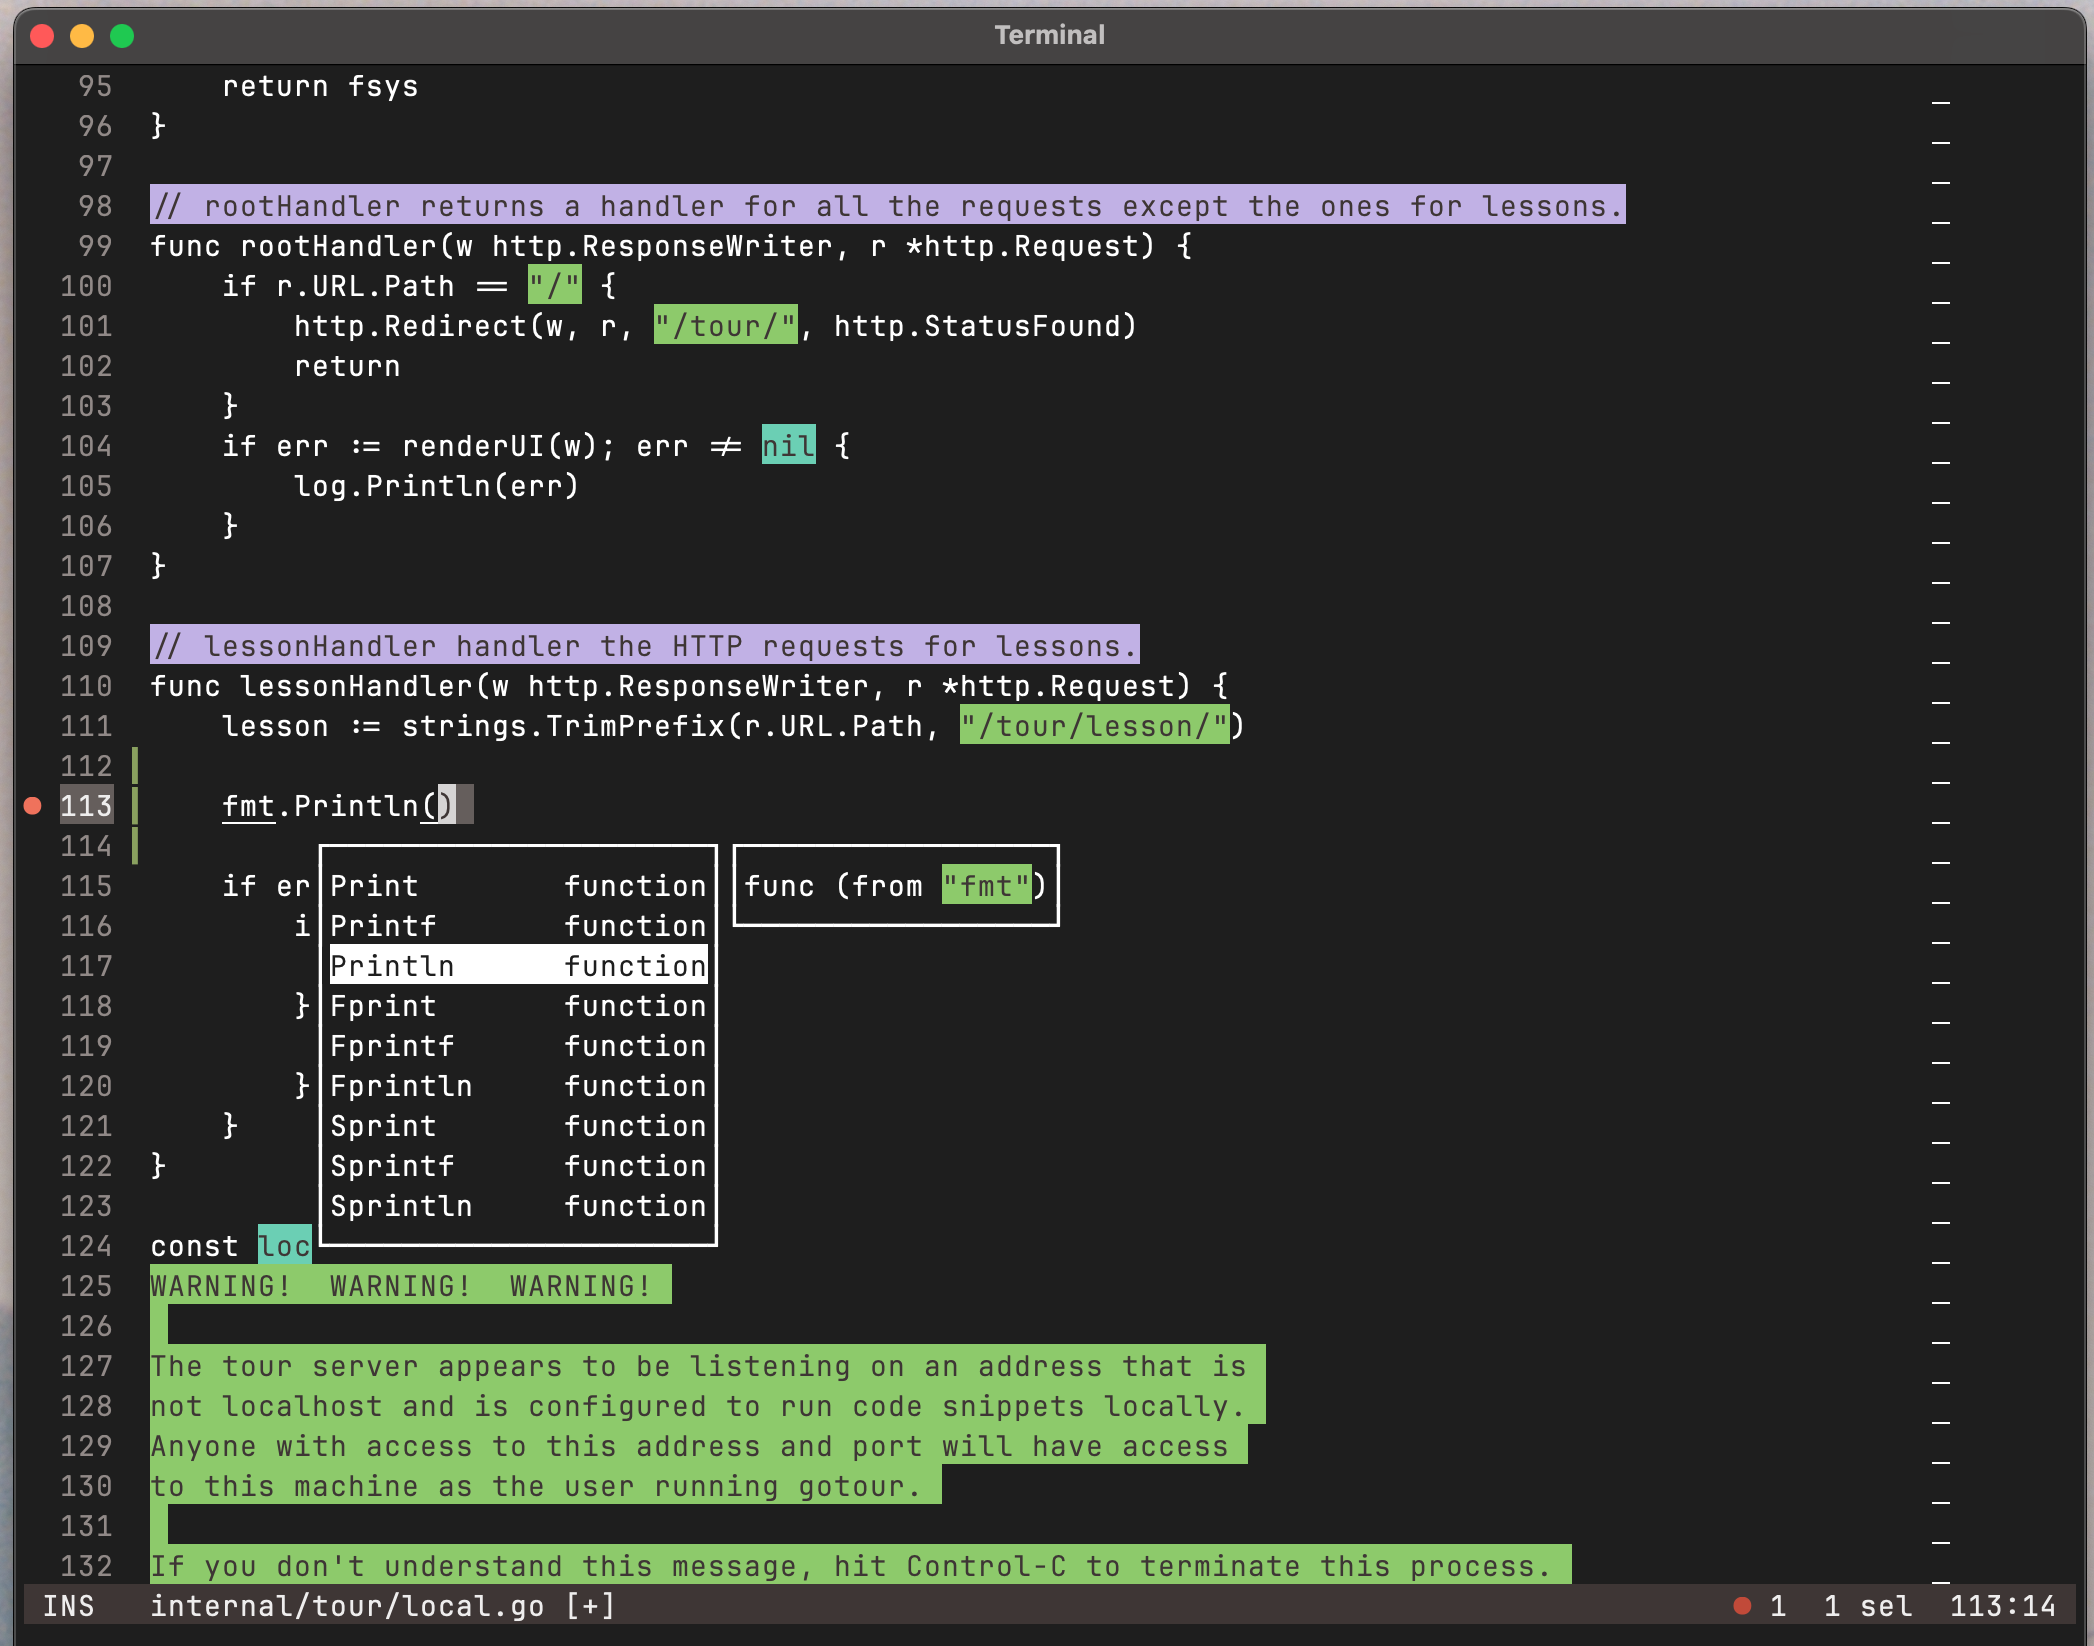 Terminal
95 return fsys
96 }
97
98 // rootHandler returns a handler for all the requests except the ones for lessons.
99 func rootHandler(w http.ResponseWriter, r *http.Request) {
100 if r.URL.Path == "/" {
101 http.Redirect(w, r, "/tour/", http.StatusFound)
102 return
103 }
104 if err := renderUI(w); err != nil {
105 log.Println(err)
106 }
107 }
108
109 // lessonHandler handler the HTTP requests for lessons.
110 func lessonHandler(w http.ResponseWriter, r *http.Request) {
111 lesson := strings.TrimPrefix(r.URL.Path, "/tour/lesson/")
112
113 fmt.Println()
114
115 if er Print function func (from "fmt")
116 i Printf function
117 Println function
118 } Fprint function
119 Fprintf function
120 } Fprintln function
121 } Sprint function
122 } Sprintf function
123 Sprintln function
124 const loc
125 WARNING! WARNING! WARNING!
126
127 The tour server appears to be listening on an address that is
128 not localhost and is configured to run code snippets locally.
129 Anyone with access to this address and port will have access
130 to this machine as the user running gotour.
131
132 If you don't understand this message, hit Control-C to terminate this process.
INS internal/tour/local.go [+] ● 1 1 sel 113:14